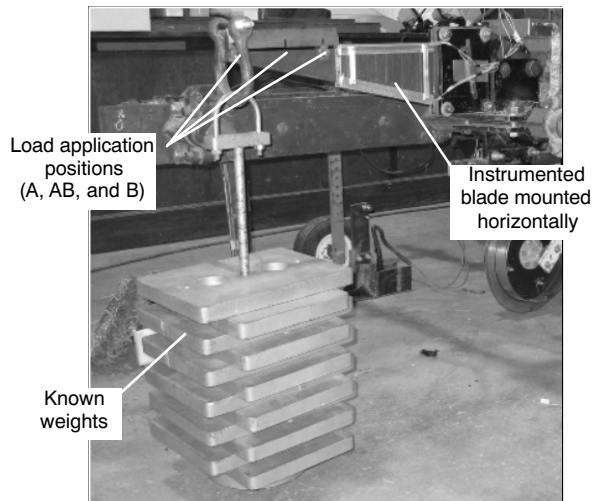 Load application
positions
(A, AB, and B)
Instrumented
blade mounted
horizontally
Known
weights